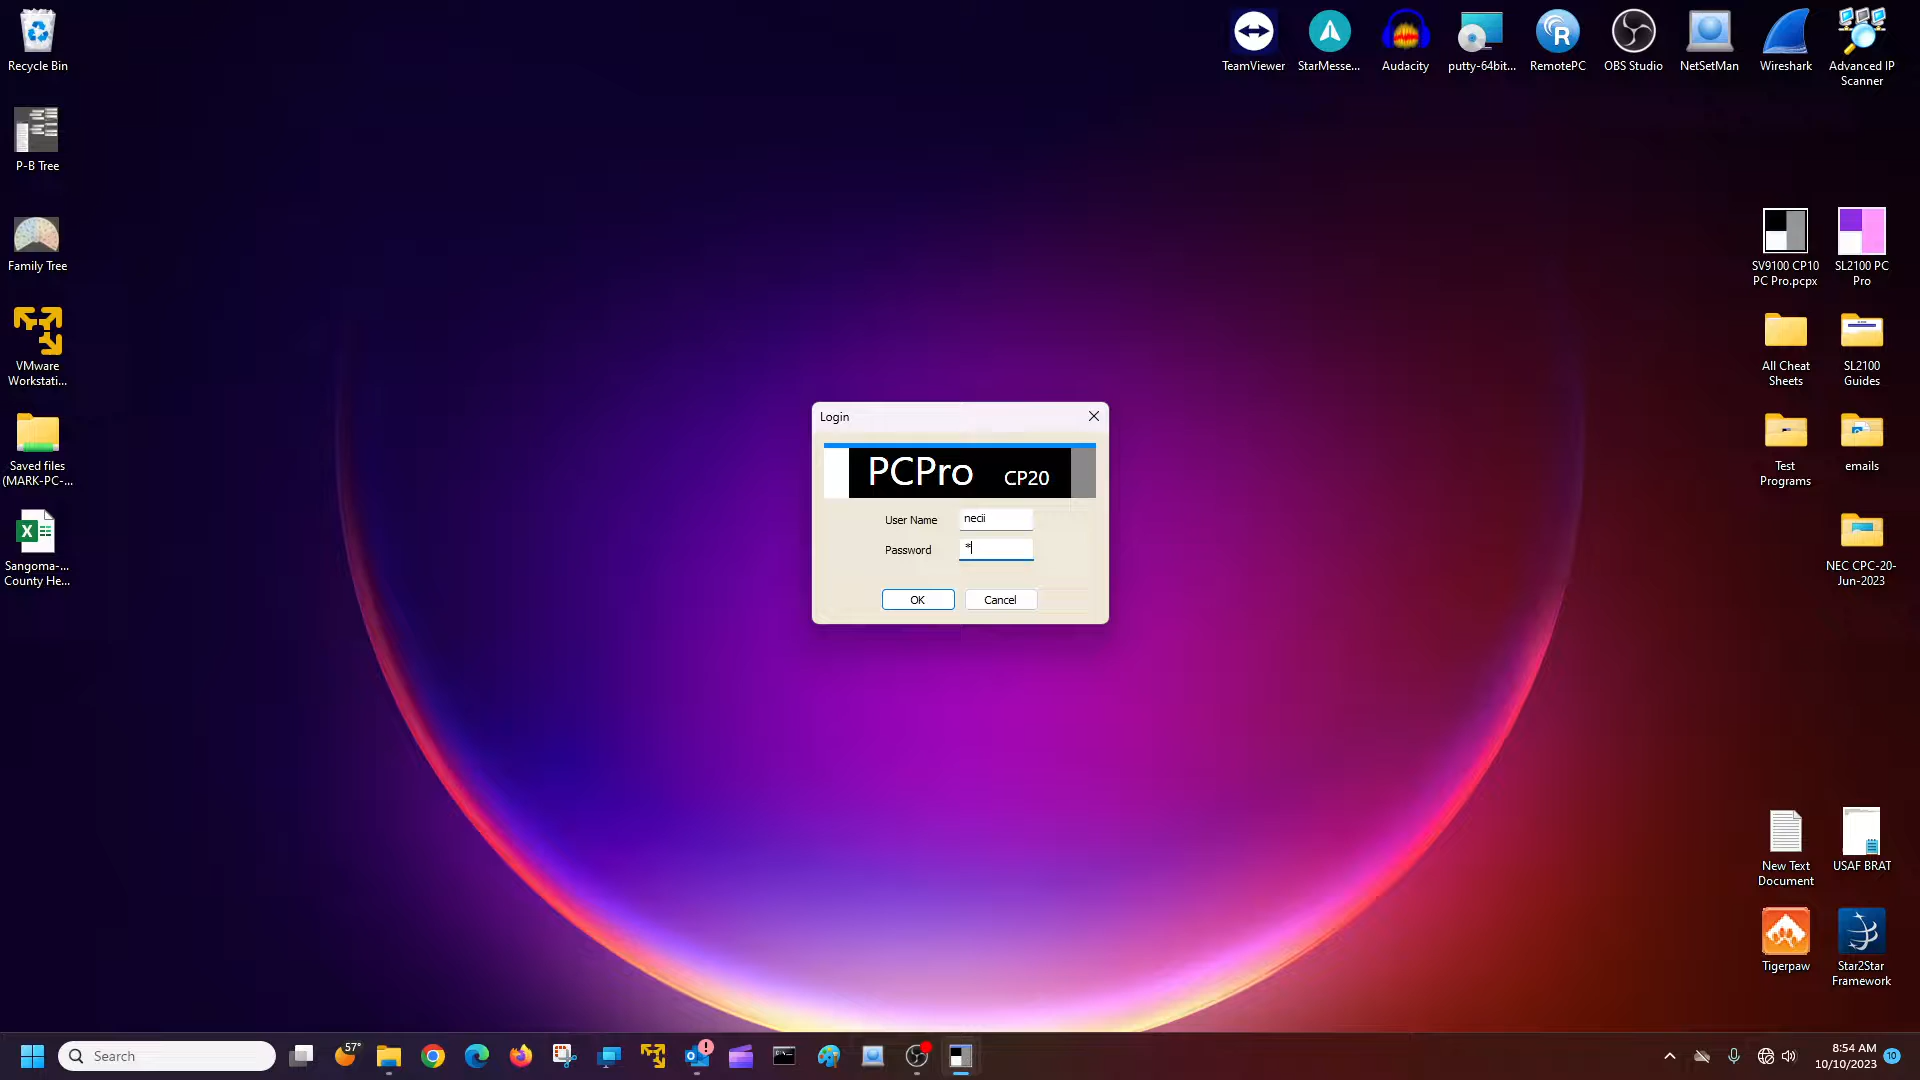 Recycle Bin
P-B Tree
Family Tree
VMware
Workstati...
Saved files
(MARK-PC-...
Sangoma-...
County He...
TeamViewer
StarMesse...
Audacity
putty-64bit...
RemotePC
OBS Studio
NetSetMan
Wireshark
Advanced IP
Scanner
SV9100 CP10
PC Pro.pcpx
SL2100 PC
Pro
All Cheat
Sheets
SL2100
Guides
Test
Programs
emails
NEC CPC-20-
Jun-2023
New Text
Document
USAF BRAT
Tigerpaw
Star2Star
Framework
Login
PCPro CP20
User Name necii
Password *
OK Cancel
Search
57°
8:54 AM
10/10/2023
10